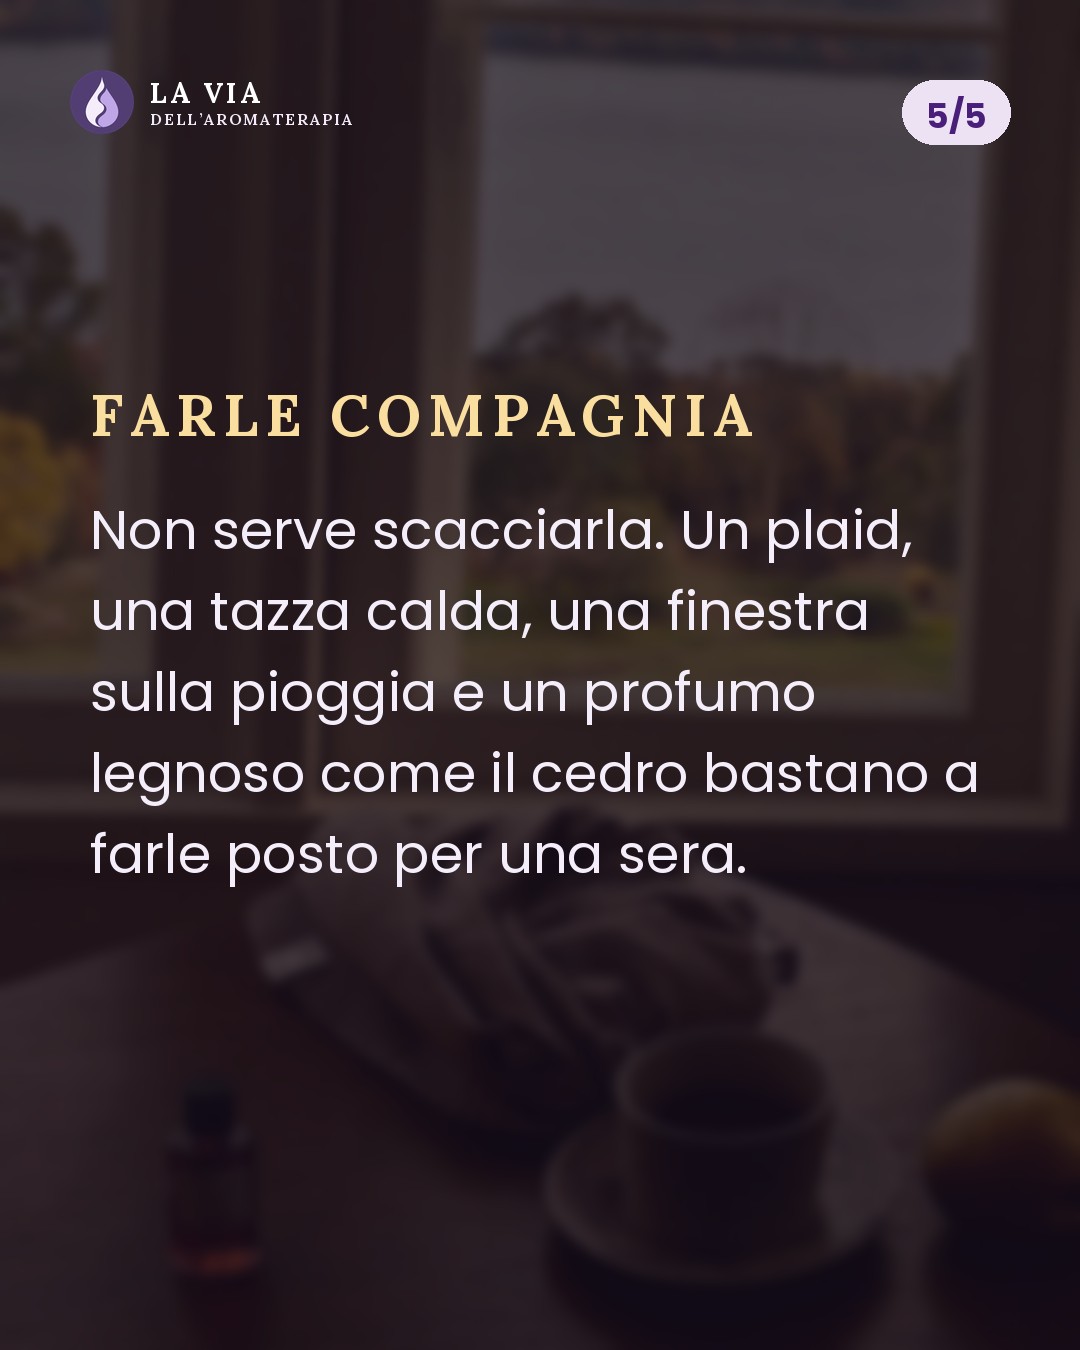 LA VIA
DELL'AROMATERAPIA
5/5
FARLE COMPAGNIA
Non serve scacciarla. Un plaid,
una tazza calda, una finestra
sulla pioggia e un profumo
legnoso come il cedro bastano a
farle posto per una sera.